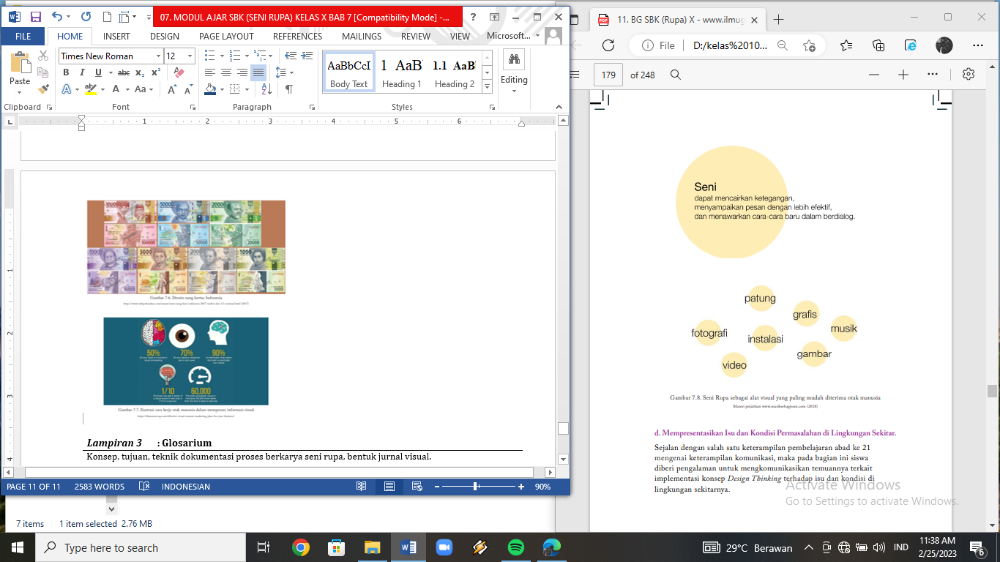 07. MODUL AJAR SBK (SENI RUPA) KELAS X BAB 7 [Compatibility Mode] -...
FILE HOME INSERT DESIGN PAGE LAYOUT REFERENCES MAILINGS REVIEW VIEW Microsoft...
Times New Roman 12
Paste
Clipboard Font Paragraph Styles
AaBbCcI 1 AaB 1.1 AaB
Body Text Heading 1 Heading 2
Editing
1 2 3 4 5 6
Gambar 7.6. Desain uang kertas Indonesia
50% 70% 90%
1/10 60,000
Gambar 7.7. Ilustrasi cara kerja otak manusia dalam memproses informasi visual
Lampiran 3 : Glosarium
Konsep, tujuan, teknik dokumentasi proses berkarya seni rupa, bentuk jurnal visual.
PAGE 11 OF 11 2583 WORDS INDONESIAN 90%
7 items 1 item selected 2.76 MB
11. BG SBK (Rupa) X - www.ilmug
File D:/kelas%2010...
179 of 248
Seni
dapat mencairkan ketegangan,
menyampaikan pesan dengan lebih efektif,
dan menawarkan cara-cara baru dalam berdialog.
patung
grafis
musik
fotografi
instalasi
gambar
video
Gambar 7.8. Seni Rupa sebagai alat visual yang paling mudah diterima otak manusia
Materi pelatihan www.mariberbagiseni.com (2018)
d. Mempresentasikan Isu dan Kondisi Permasalahan di Lingkungan Sekitar.
Sejalan dengan salah satu keterampilan pembelajaran abad ke 21
mengenai keterampilan komunikasi, maka pada bagian ini siswa
diberi pengalaman untuk mengkomunikasikan temuannya terkait
implementasi konsep Design Thinking terhadap isu dan kondisi di
lingkungan sekitarnya.
Activate Windows
Go to Settings to activate Windows.
Type here to search
29°C Berawan
IND
11:38 AM
2/25/2023
6